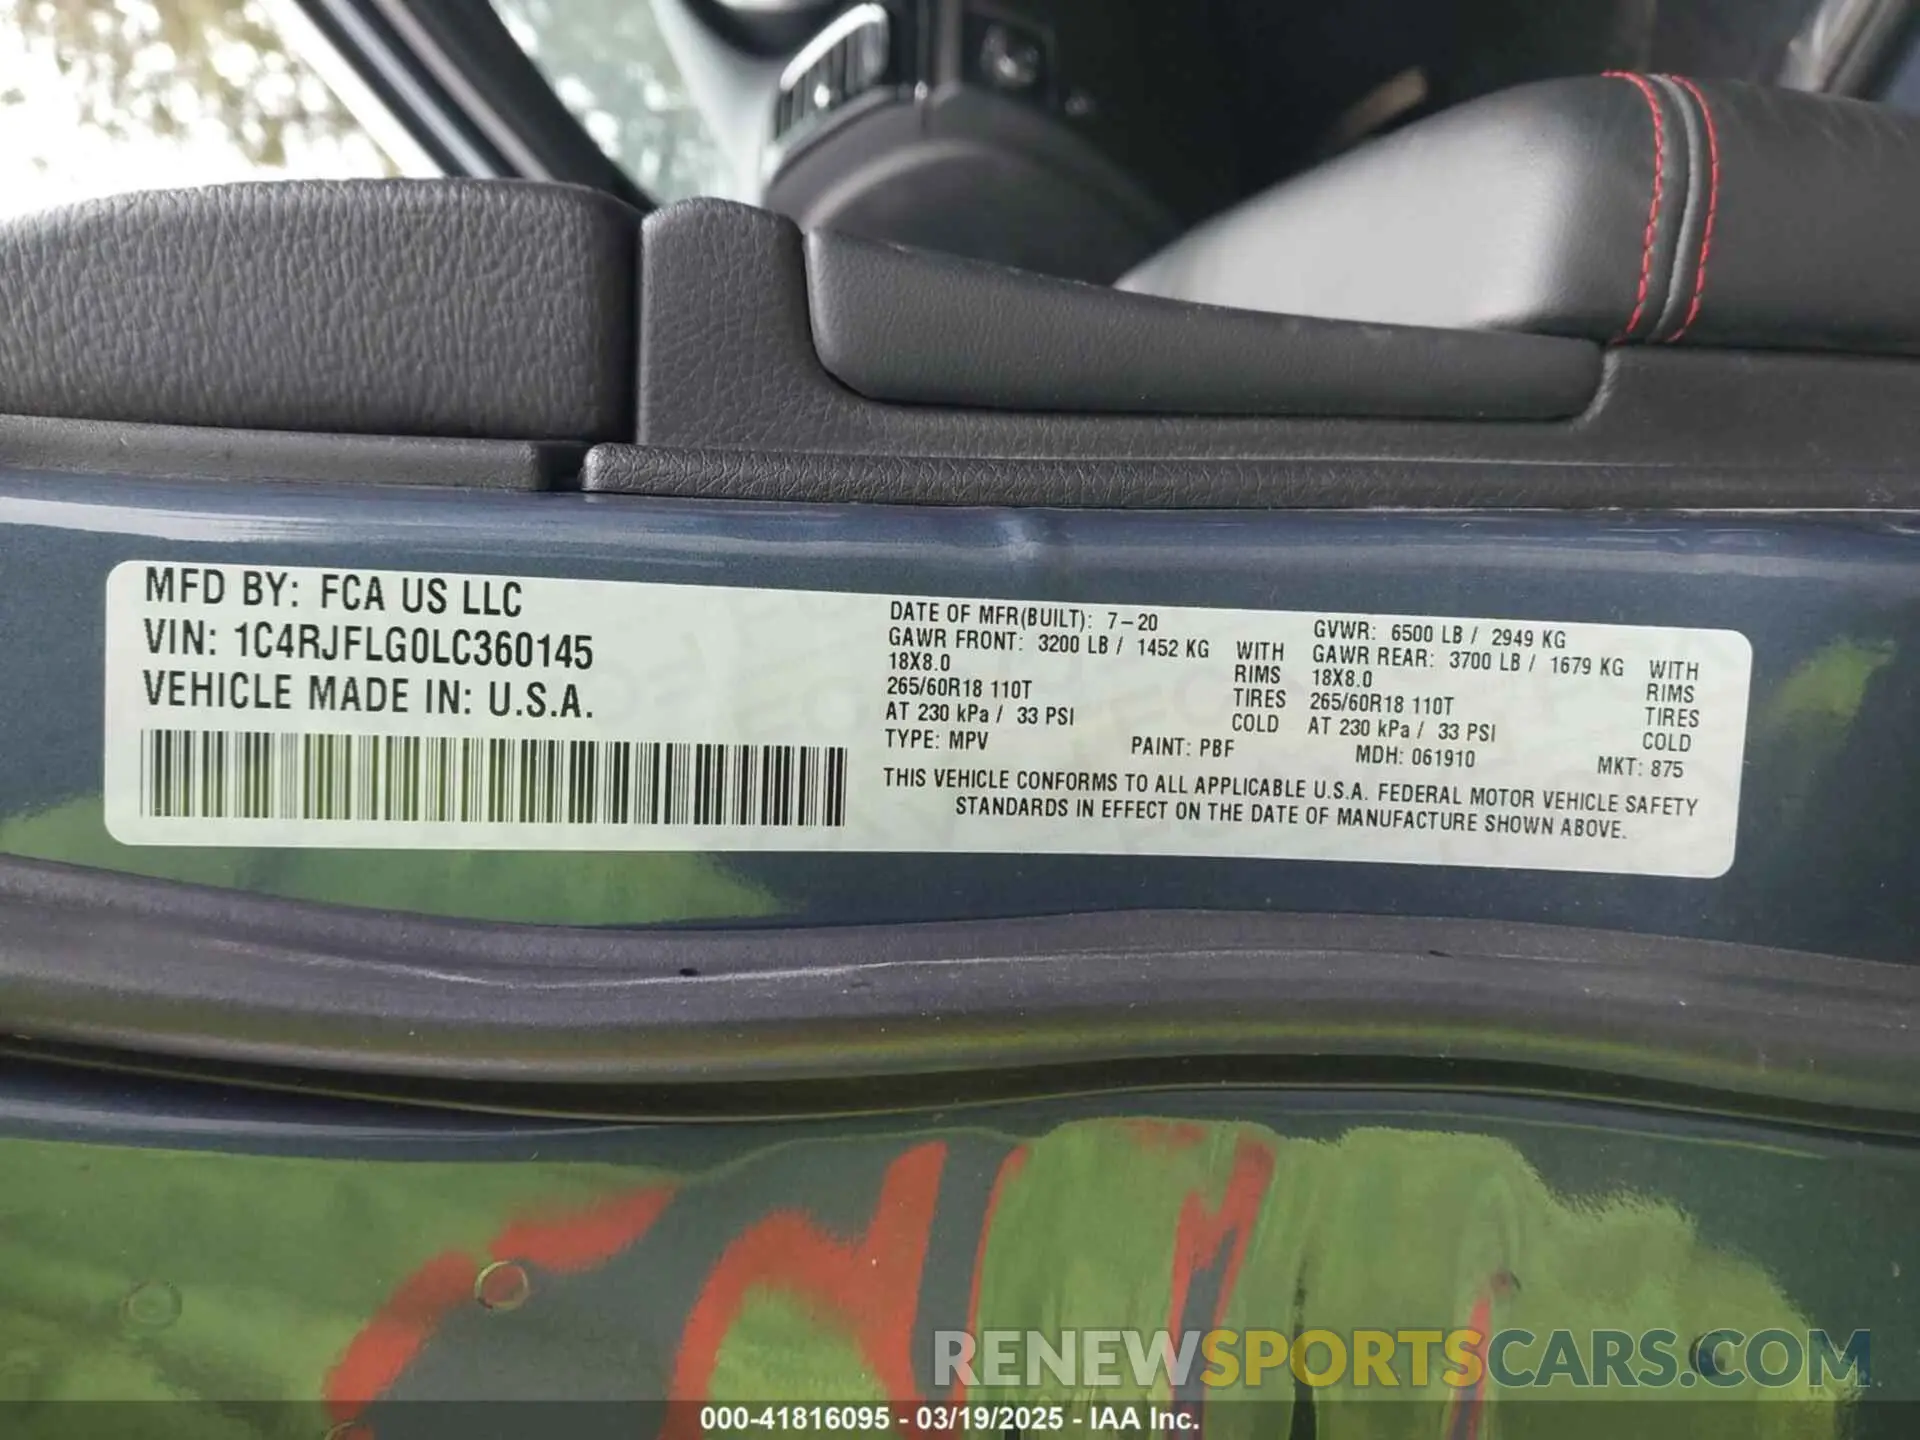 MFD BY: FCA US LLC
VIN: 1C4RJFLG0LC360145
VEHICLE MADE IN: U.S.A.
DATE OF MFR(BUILT): 7-20
GAWR FRONT: 3200 LB / 1452 KG WITH
18X8.0 RIMS
265/60R18 110T TIRES
AT 230 kPa / 33 PSI COLD
GVWR: 6500 LB / 2949 KG
GAWR REAR: 3700 LB / 1679 KG WITH
18X8.0 RIMS
265/60R18 110T TIRES
AT 230 kPa / 33 PSI COLD
TYPE: MPV PAINT: PBF MDH: 061910 MKT: 875
THIS VEHICLE CONFORMS TO ALL APPLICABLE U.S.A. FEDERAL MOTOR VEHICLE SAFETY
STANDARDS IN EFFECT ON THE DATE OF MANUFACTURE SHOWN ABOVE.
RENEWSPORTSCARS.COM
000-41816095 - 03/19/2025 - IAA Inc.